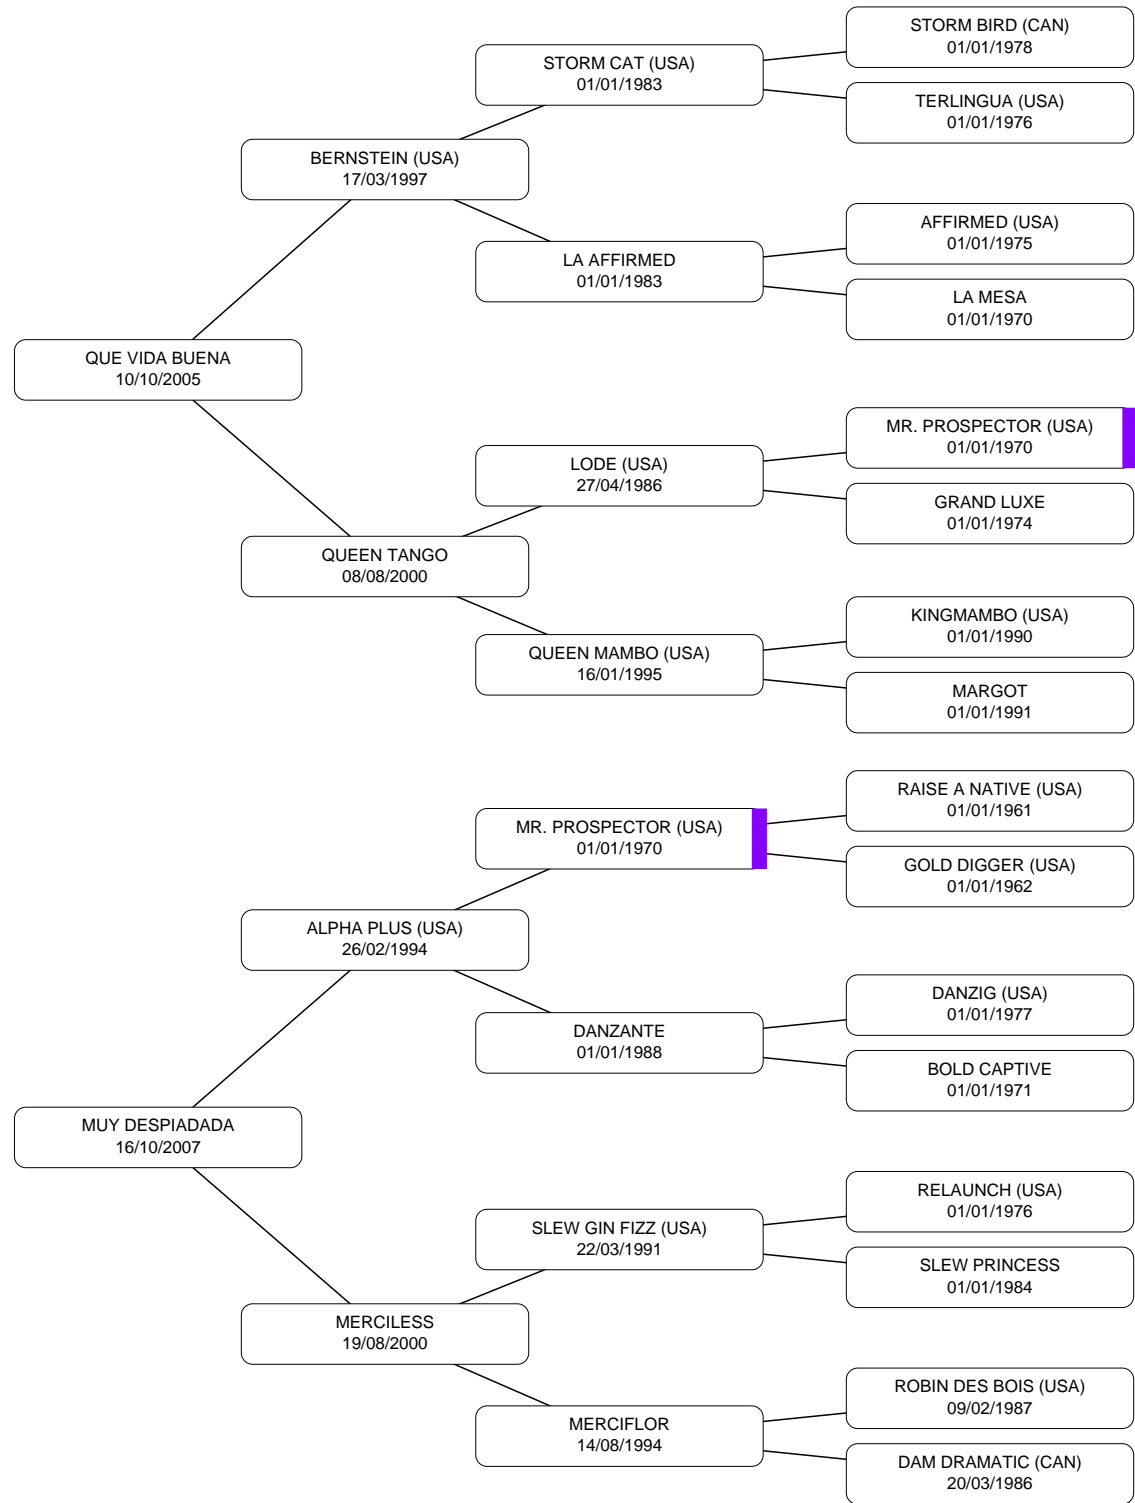 STORM BIRD (CAN)
01/01/1978
STORM CAT (USA)
01/01/1983
TERLINGUA (USA)
01/01/1976
BERNSTEIN (USA)
17/03/1997
AFFIRMED (USA)
01/01/1975
LA AFFIRMED
01/01/1983
LA MESA
01/01/1970
QUE VIDA BUENA
10/10/2005
MR. PROSPECTOR (USA)
01/01/1970
LODE (USA)
27/04/1986
GRAND LUXE
01/01/1974
QUEEN TANGO
08/08/2000
KINGMAMBO (USA)
01/01/1990
QUEEN MAMBO (USA)
16/01/1995
MARGOT
01/01/1991
RAISE A NATIVE (USA)
01/01/1961
MR. PROSPECTOR (USA)
01/01/1970
GOLD DIGGER (USA)
01/01/1962
ALPHA PLUS (USA)
26/02/1994
DANZIG (USA)
01/01/1977
DANZANTE
01/01/1988
BOLD CAPTIVE
01/01/1971
MUY DESPIADADA
16/10/2007
RELAUNCH (USA)
01/01/1976
SLEW GIN FIZZ (USA)
22/03/1991
SLEW PRINCESS
01/01/1984
MERCILESS
19/08/2000
ROBIN DES BOIS (USA)
09/02/1987
MERCIFLOR
14/08/1994
DAM DRAMATIC (CAN)
20/03/1986